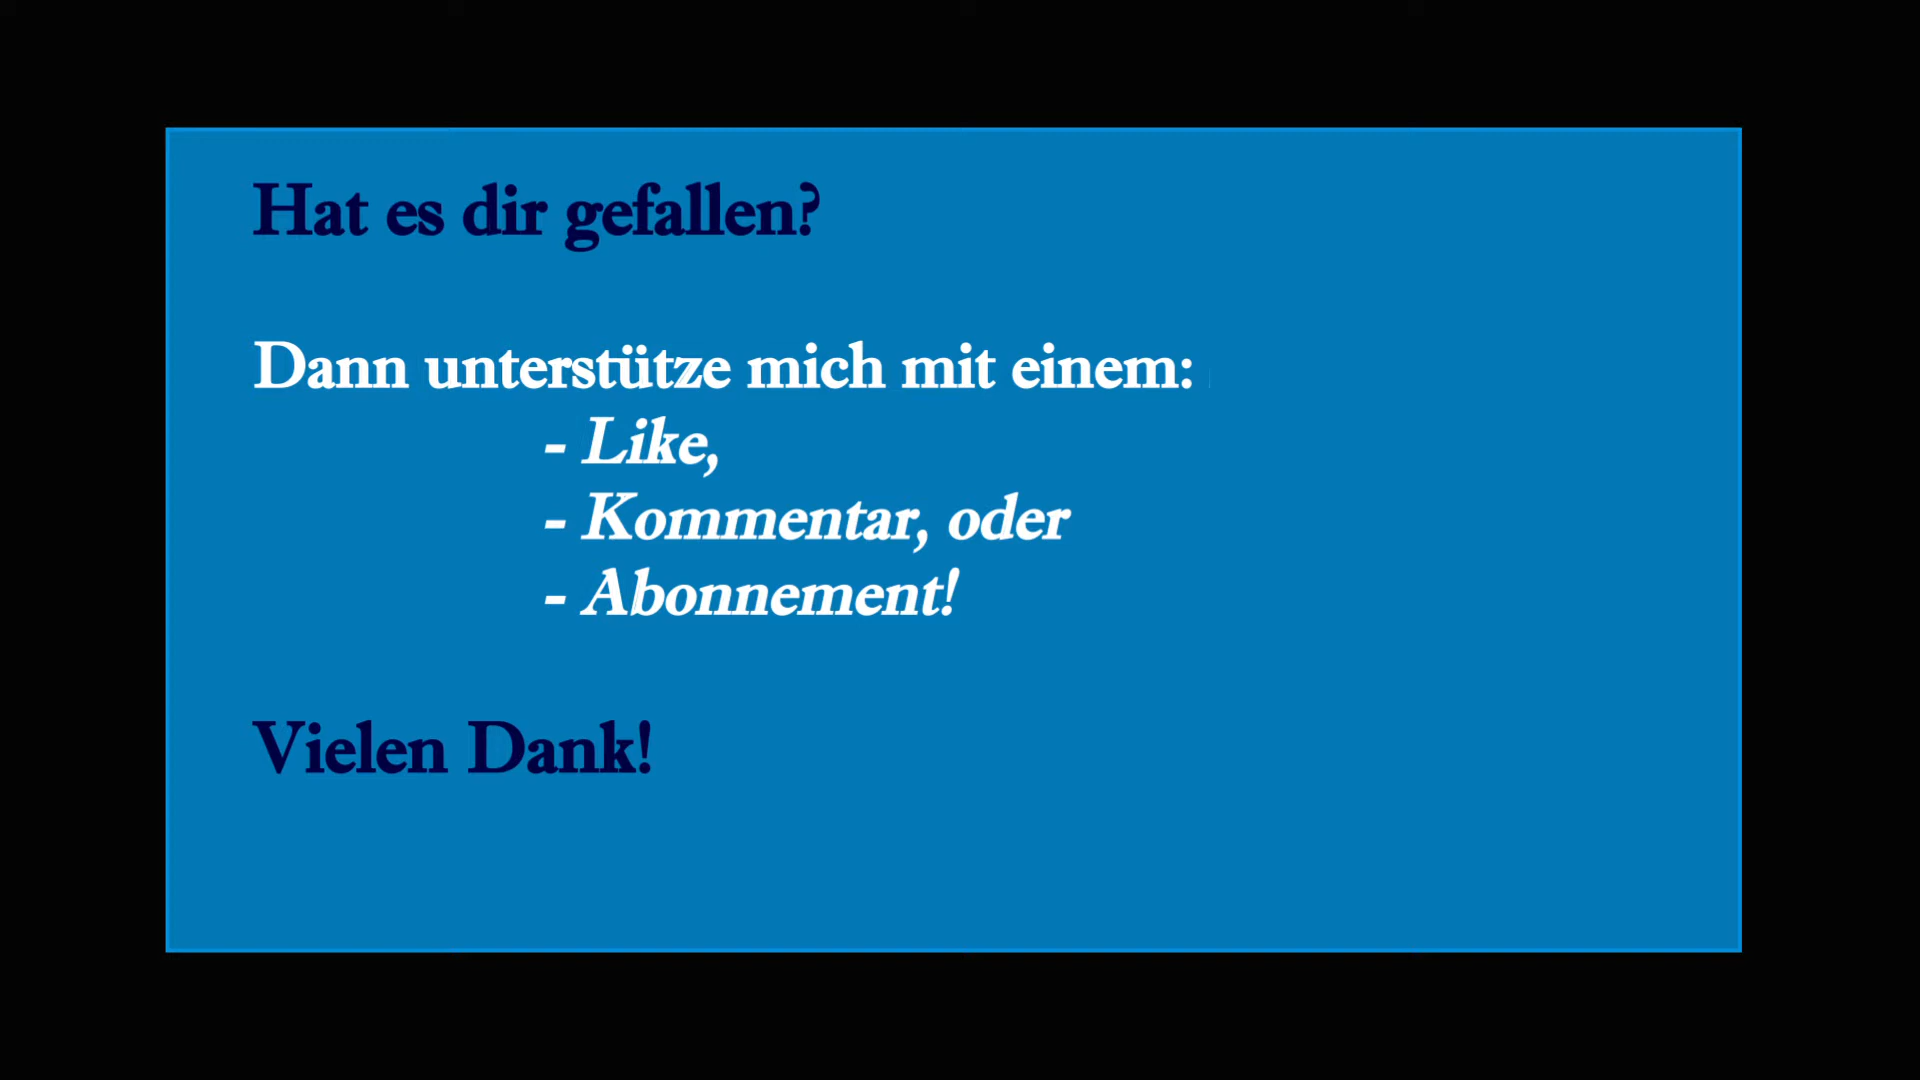 Hat es dir gefallen?
Dann unterstütze mich mit einem:
- Like,
- Kommentar, oder
- Abonnement!
Vielen Dank!